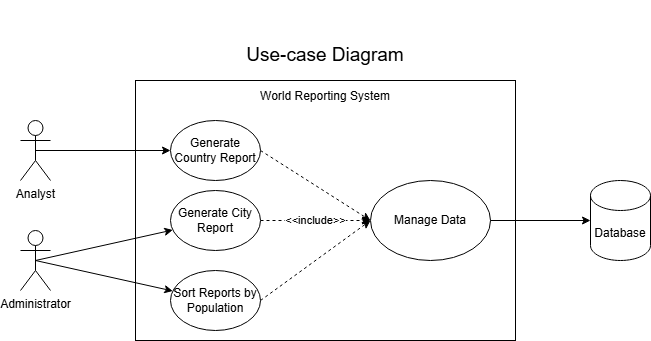 Use-case Diagram
World Reporting System
Generate
Country Report
Analyst
Generate City
Report
<<include>>
Manage Data
Database
Administrator
Sort Reports by
Population